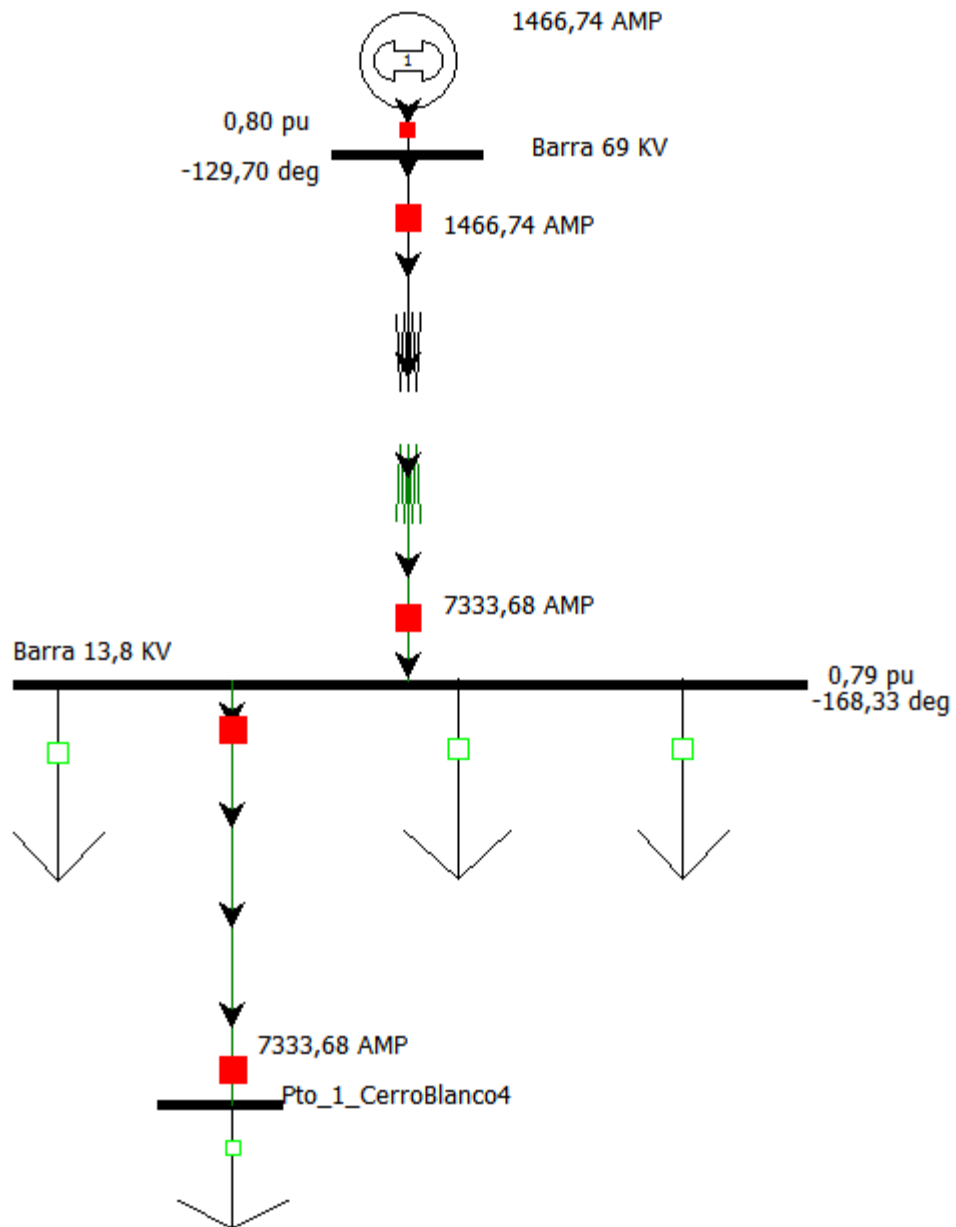 1466,74 AMP
1
0,80 pu
Barra 69 KV
-129,70 deg
1466,74 AMP
7333,68 AMP
Barra 13,8 KV
0,79 pu
-168,33 deg
7333,68 AMP
Pto_1_CerroBlanco4